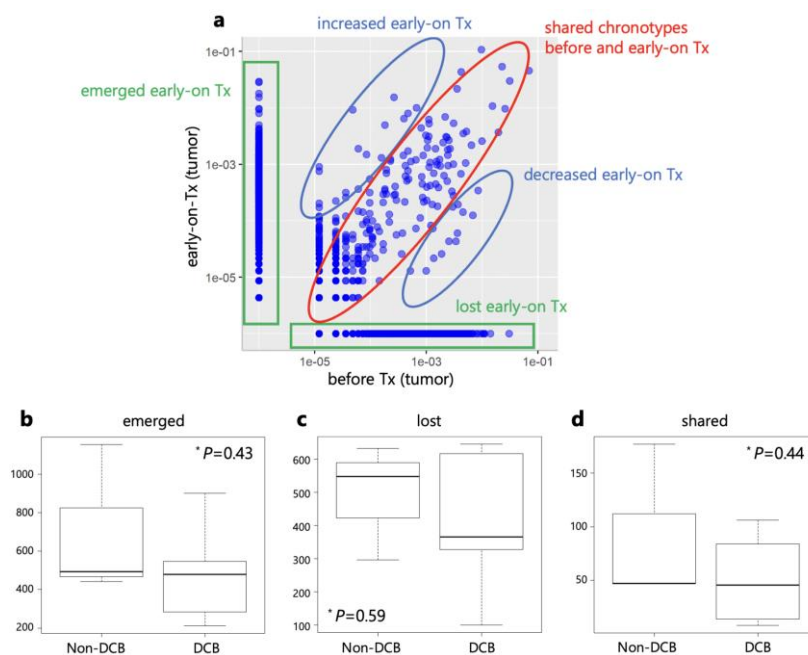 a
increased early-on Tx
shared chronotypes
before and early-on Tx
emerged early-on Tx
decreased early-on Tx
lost early-on Tx
1e-01
1e-03
1e-05
early-on-Tx (tumor)
1e-05
1e-03
1e-01
before Tx (tumor)
b
emerged
*P=0.43
1000
800
600
400
200
Non-DCB
DCB
c
lost
*P=0.59
600
500
400
300
200
100
Non-DCB
DCB
d
shared
*P=0.44
150
100
50
Non-DCB
DCB